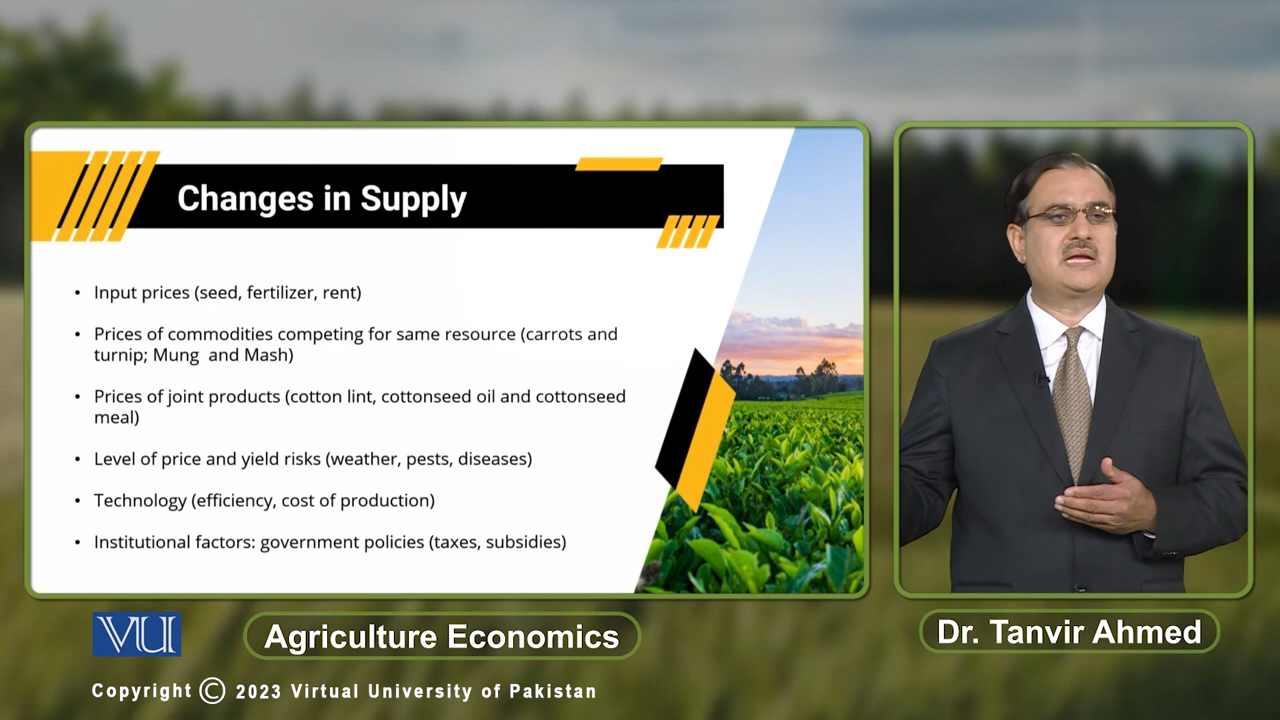 Changes in Supply
• Input prices (seed, fertilizer, rent)
• Prices of commodities competing for same resource (carrots and
turnip; Mung and Mash)
• Prices of joint products (cotton lint, cottonseed oil and cottonseed
meal)
• Level of price and yield risks (weather, pests, diseases)
• Technology (efficiency, cost of production)
• Institutional factors: government policies (taxes, subsidies)
VU
Agriculture Economics
Dr. Tanvir Ahmed
Copyright © 2023 Virtual University of Pakistan